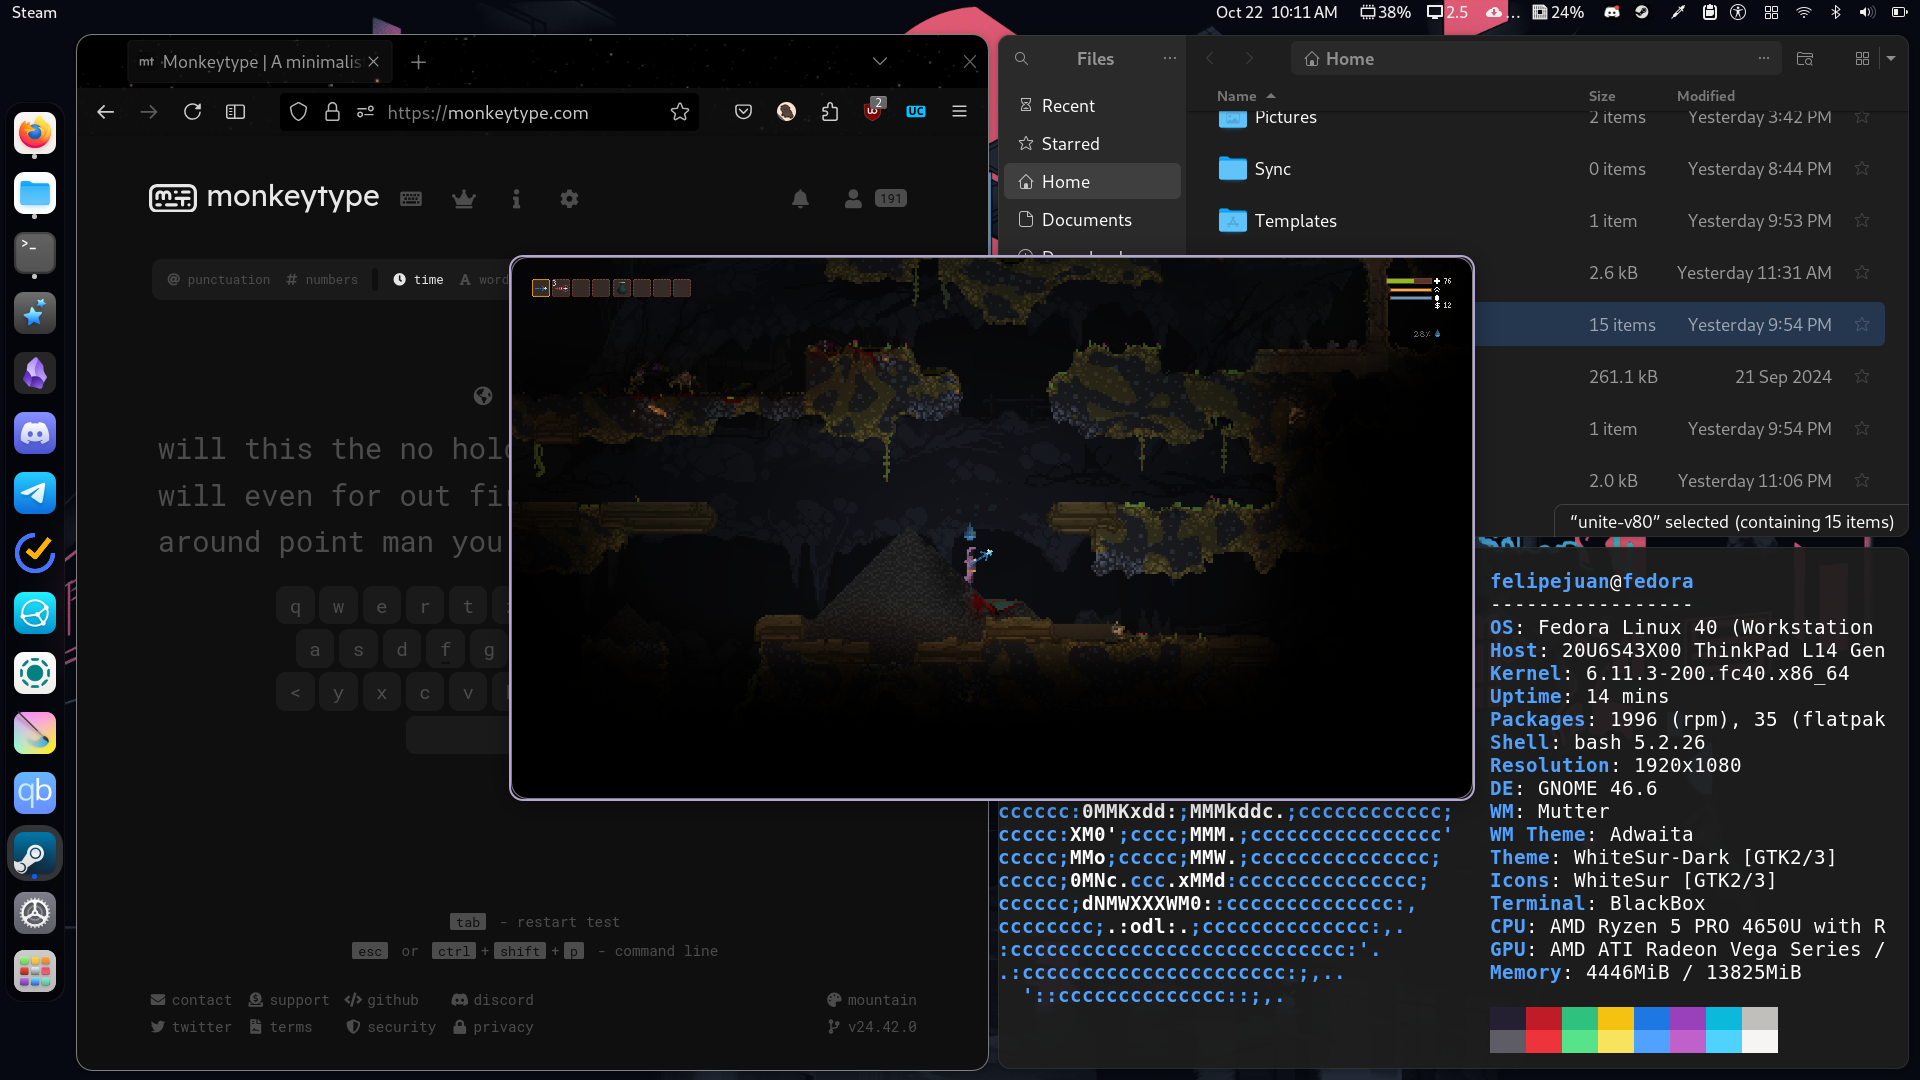 Steam
Oct 22 10:11 AM
38%
2.5
...
24%
mt Monkeytype | A minimalis
https://monkeytype.com
2
UC
monkeytype
191
@ punctuation # numbers time A word
will this the no hol
will even for out fi
around point man you
q w e r t
a s d f g
< y x c v
tab - restart test
esc or ctrl + shift + p - command line
contact support github discord
twitter terms security privacy
mountain
v24.42.0
qb
Files
Recent
Starred
Home
Documents
Home
Name Size Modified
Pictures 2 items Yesterday 3:42 PM
Sync 0 items Yesterday 8:44 PM
Templates 1 item Yesterday 9:53 PM
2.6 kB Yesterday 11:31 AM
15 items Yesterday 9:54 PM
261.1 kB 21 Sep 2024
1 item Yesterday 9:54 PM
2.0 kB Yesterday 11:06 PM
“unite-v80” selected (containing 15 items)
3
76
$ 12
28%
felipejuan@fedora
-----------------
OS: Fedora Linux 40 (Workstation
Host: 20U6S43X00 ThinkPad L14 Gen
Kernel: 6.11.3-200.fc40.x86_64
Uptime: 14 mins
Packages: 1996 (rpm), 35 (flatpak
Shell: bash 5.2.26
Resolution: 1920x1080
DE: GNOME 46.6
WM: Mutter
WM Theme: Adwaita
Theme: WhiteSur-Dark [GTK2/3]
Icons: WhiteSur [GTK2/3]
Terminal: BlackBox
CPU: AMD Ryzen 5 PRO 4650U with R
GPU: AMD ATI Radeon Vega Series /
Memory: 4446MiB / 13825MiB
cccccc:0MMKxdd:;MMMkddc.;cccccccccccc;
ccccc:XM0';cccc;MMM.;cccccccccccccccc'
ccccc;MMo;ccccc;MMW.;ccccccccccccccc;
ccccc;0MNc.ccc.xMMd:ccccccccccccccc;
cccccc;dNMWXXXWM0::cccccccccccccc:,
cccccccc;.:odl:.;cccccccccccccc:,.
:cccccccccccccccccccccccccccc:'.
.:cccccccccccccccccccccc:;,..
'::cccccccccccccc::;,.